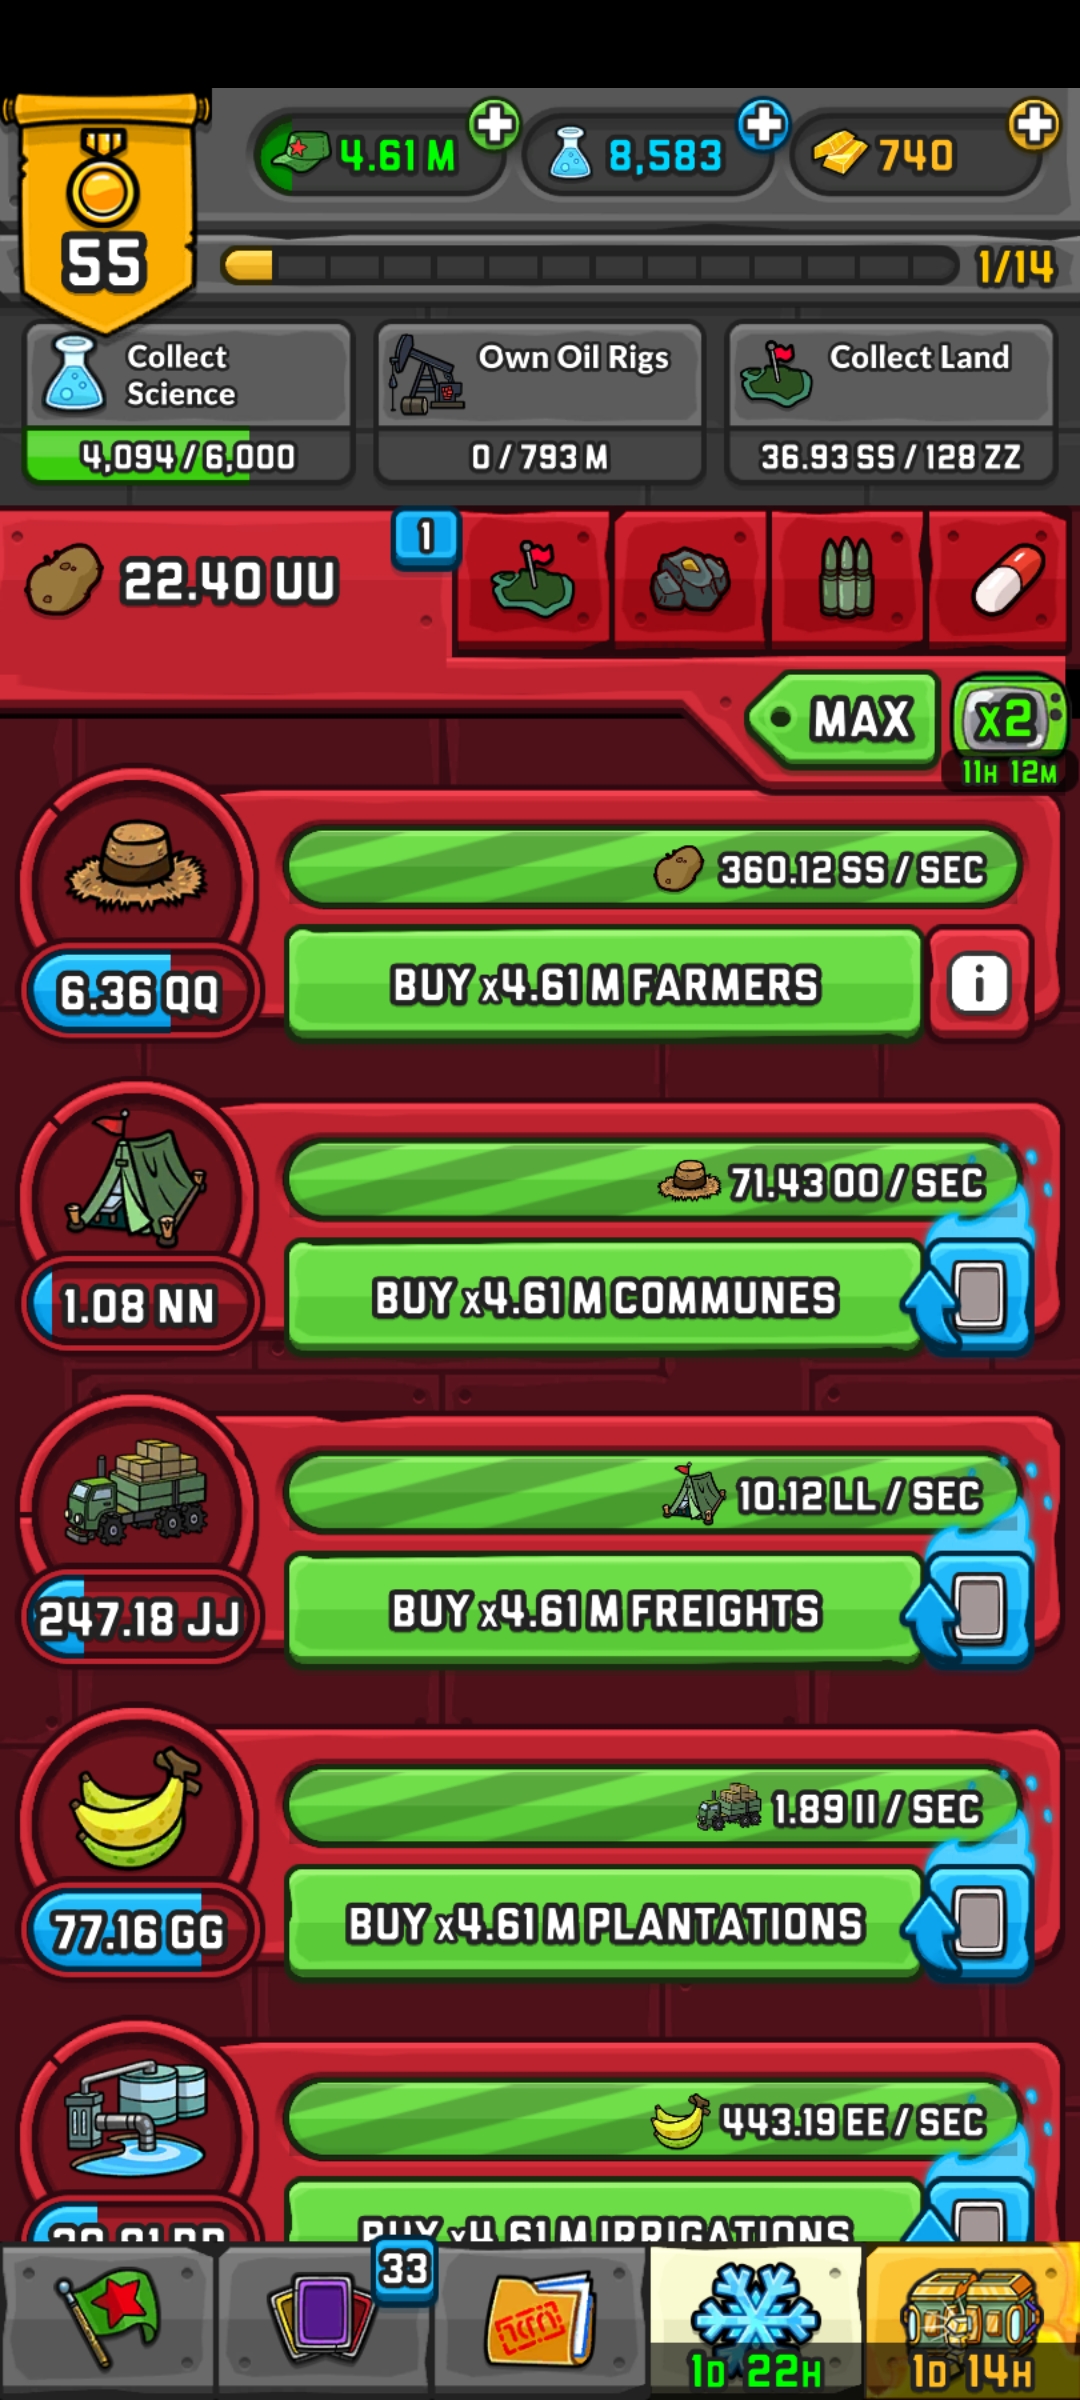 55
4.61 M
8,583
740
1/14
Collect
Science
4,094 / 6,000
Own Oil Rigs
0 / 793 M
Collect Land
36.93 SS / 128 ZZ
22.40 UU
1
MAX
x2
11H 12M
360.12 SS / SEC
6.36 QQ
BUY x4.61 M FARMERS
i
71.43 OO / SEC
1.08 NN
BUY x4.61 M COMMUNES
10.12 LL / SEC
247.18 JJ
BUY x4.61 M FREIGHTS
1.89 II / SEC
77.16 GG
BUY x4.61 M PLANTATIONS
443.19 EE / SEC
BUY x4.61 M IRRIGATIONS
33
1D 22H
1D 14H